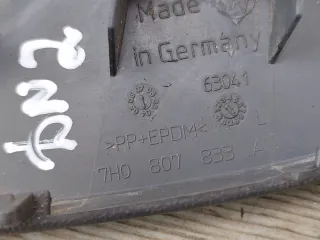 Made
in Germany
63041
>PP+EPDM<
L
7H0 807 833 A